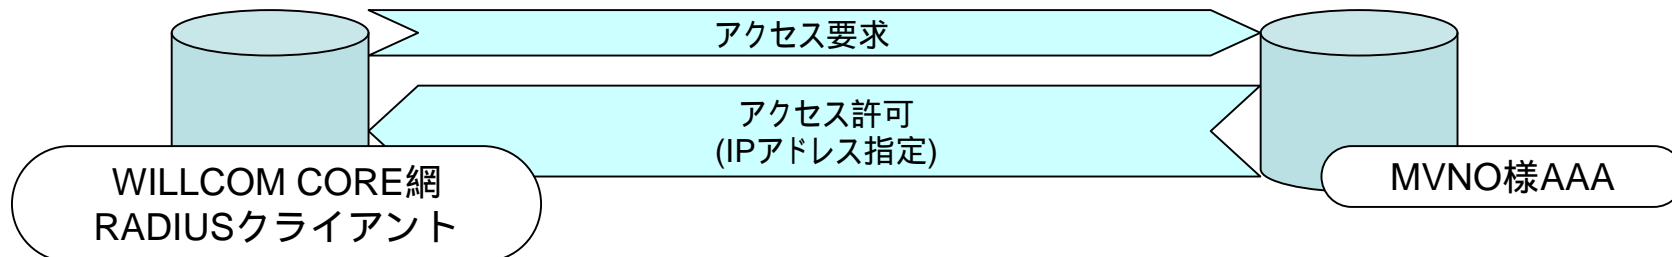 アクセス要求
アクセス許可
(IPアドレス指定)
WILLCOM CORE網
RADIUSクライアント
MVNO様AAA